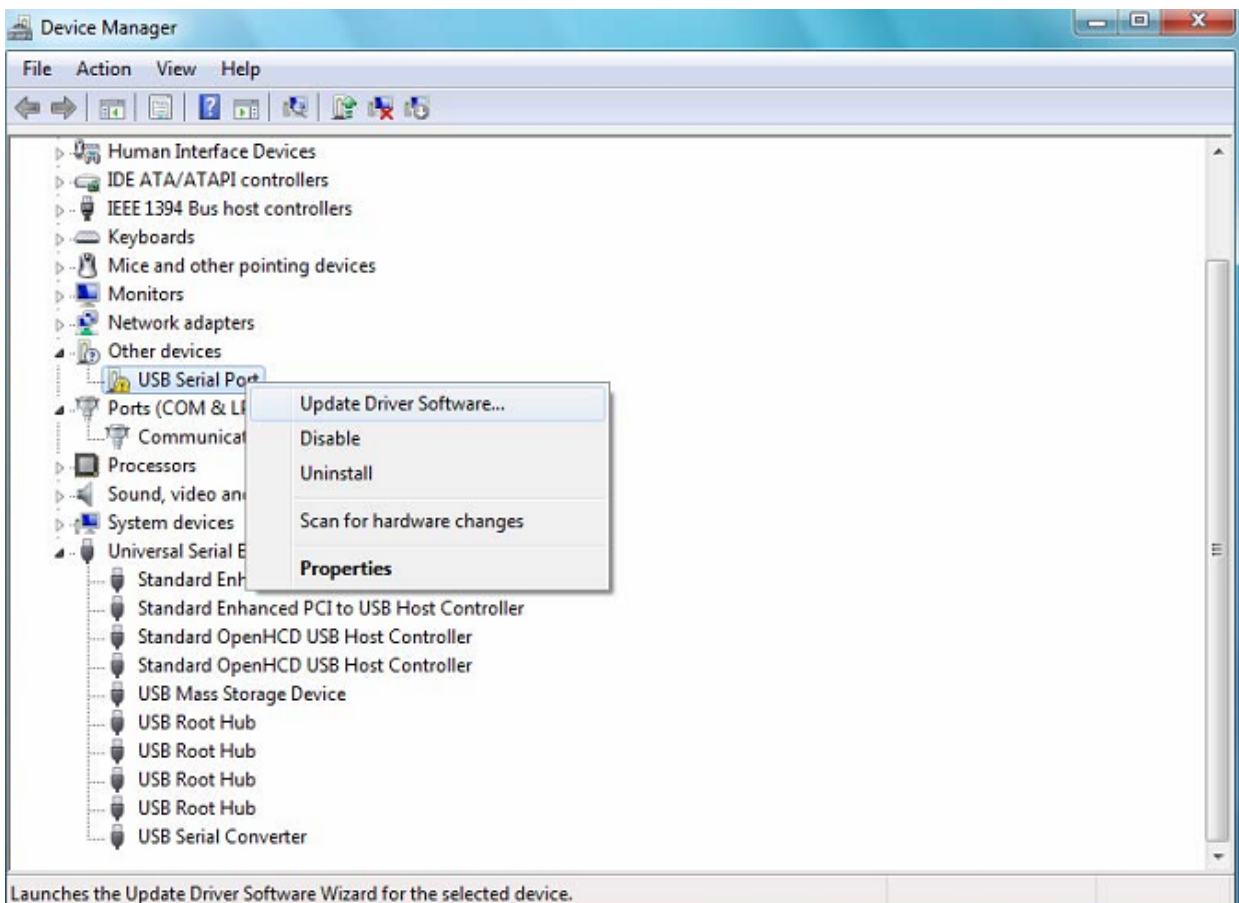 Device Manager
File Action View Help
Human Interface Devices
IDE ATA/ATAPI controllers
IEEE 1394 Bus host controllers
Keyboards
Mice and other pointing devices
Monitors
Network adapters
Other devices
USB Serial Port
Ports (COM & L
Communicat
Processors
Sound, video an
System devices
Universal Serial
Standard Enh
Update Driver Software...
Disable
Uninstall
Scan for hardware changes
Properties
Standard Enhanced PCI to USB Host Controller
Standard OpenHCD USB Host Controller
Standard OpenHCD USB Host Controller
USB Mass Storage Device
USB Root Hub
USB Root Hub
USB Root Hub
USB Root Hub
USB Serial Converter
Launches the Update Driver Software Wizard for the selected device.